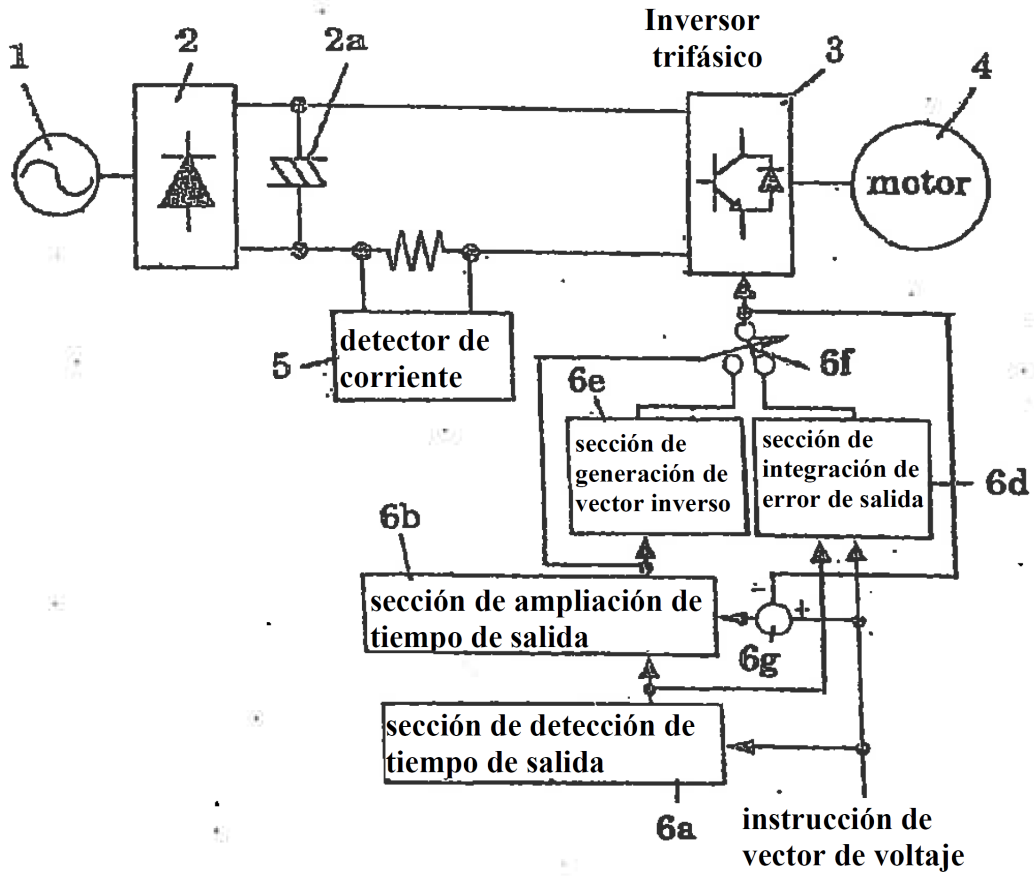 Inversor
trifásico
1
2
2a
3
4
motor
detector de
corriente
5
6e
6f
sección de
generación de
vector inverso
sección de
integración de
error de salida
6d
6b
sección de ampliación de
tiempo de salida
-
+
6g
sección de detección de
tiempo de salida
6a
instrucción de
vector de voltaje